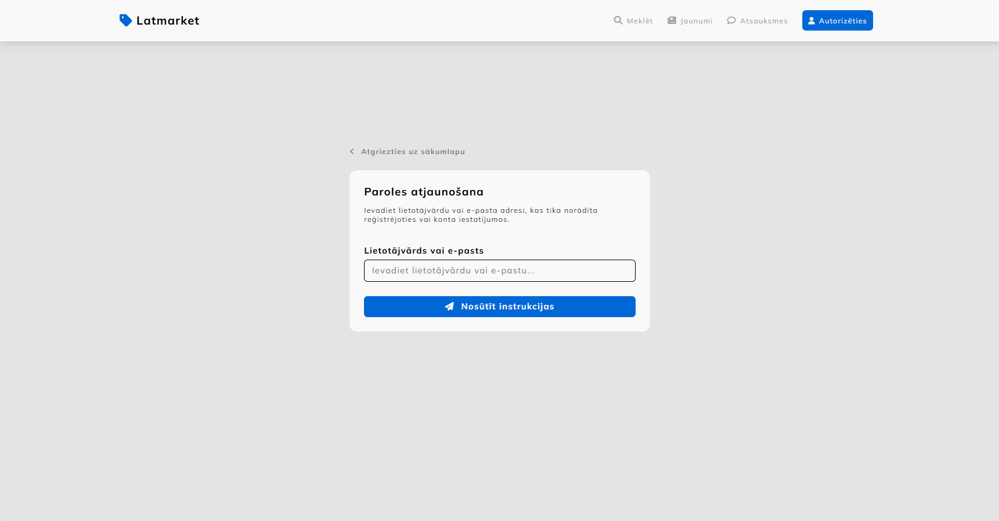 Latmarket
Meklēt
Jaunumi
Atsauksmes
Autorizēties
Atgriezties uz sākumlapu
Paroles atjaunošana
Ievadiet lietotājvārdu vai e-pasta adresi, kas tika norādīta
reģistrējoties vai konta iestatījumos.
Lietotājvārds vai e-pasts
Ievadiet lietotājvārdu vai e-pastu...
Nosūtīt instrukcijas